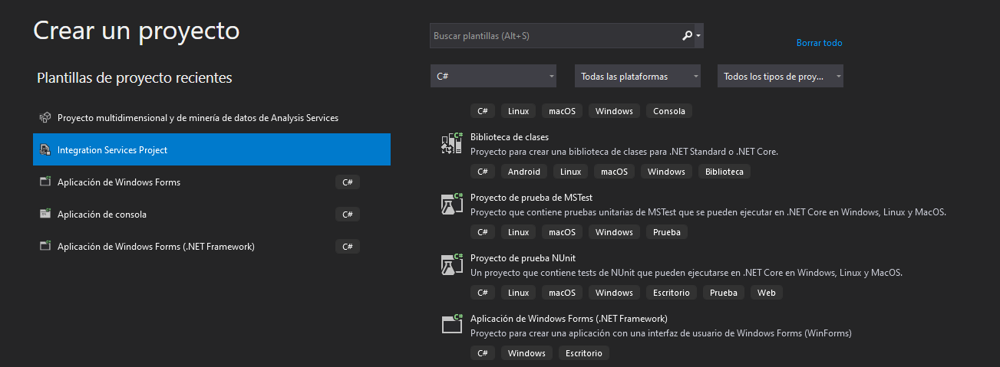 Crear un proyecto
Plantillas de proyecto recientes
Proyecto multidimensional y de minería de datos de Analysis Services
Integration Services Project
Aplicación de Windows Forms C#
Aplicación de consola C#
Aplicación de Windows Forms (.NET Framework) C#
Buscar plantillas (Alt+S)
Borrar todo
C# Todas las plataformas Todos los tipos de proy...
C# Linux macOS Windows Consola
Biblioteca de clases
Proyecto para crear una biblioteca de clases para .NET Standard o .NET Core.
C# Android Linux macOS Windows Biblioteca
Proyecto de prueba de MSTest
Proyecto que contiene pruebas unitarias de MSTest que se pueden ejecutar en .NET Core en Windows, Linux y MacOS.
C# Linux macOS Windows Prueba
Proyecto de prueba NUnit
Un proyecto que contiene tests de NUnit que pueden ejecutarse en .NET Core en Windows, Linux y MacOS.
C# Linux macOS Windows Escritorio Prueba Web
Aplicación de Windows Forms (.NET Framework)
Proyecto para crear una aplicación con una interfaz de usuario de Windows Forms (WinForms)
C# Windows Escritorio